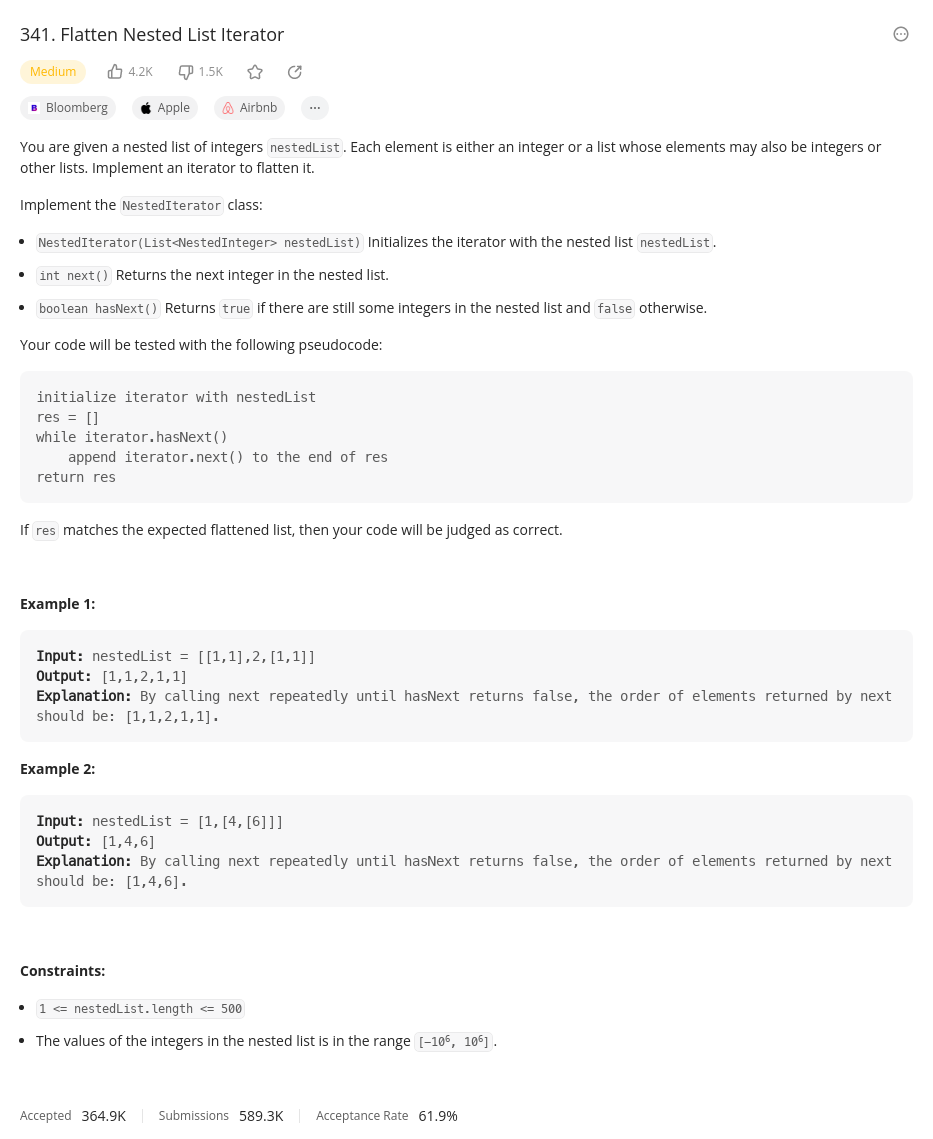 341. Flatten Nested List Iterator
Medium 4.2K 1.5K
B Bloomberg Apple Airbnb ...
You are given a nested list of integers nestedList. Each element is either an integer or a list whose elements may also be integers or
other lists. Implement an iterator to flatten it.
Implement the NestedIterator class:
• NestedIterator(List<NestedInteger> nestedList) Initializes the iterator with the nested list nestedList.
• int next() Returns the next integer in the nested list.
• boolean hasNext() Returns true if there are still some integers in the nested list and false otherwise.
Your code will be tested with the following pseudocode:
initialize iterator with nestedList
res = []
while iterator.hasNext()
    append iterator.next() to the end of res
return res
If res matches the expected flattened list, then your code will be judged as correct.
Example 1:
Input: nestedList = [[1,1],2,[1,1]]
Output: [1,1,2,1,1]
Explanation: By calling next repeatedly until hasNext returns false, the order of elements returned by next
should be: [1,1,2,1,1].
Example 2:
Input: nestedList = [1,[4,[6]]]
Output: [1,4,6]
Explanation: By calling next repeatedly until hasNext returns false, the order of elements returned by next
should be: [1,4,6].
Constraints:
• 1 <= nestedList.length <= 500
• The values of the integers in the nested list is in the range [-10⁶, 10⁶].
Accepted 364.9K Submissions 589.3K Acceptance Rate 61.9%